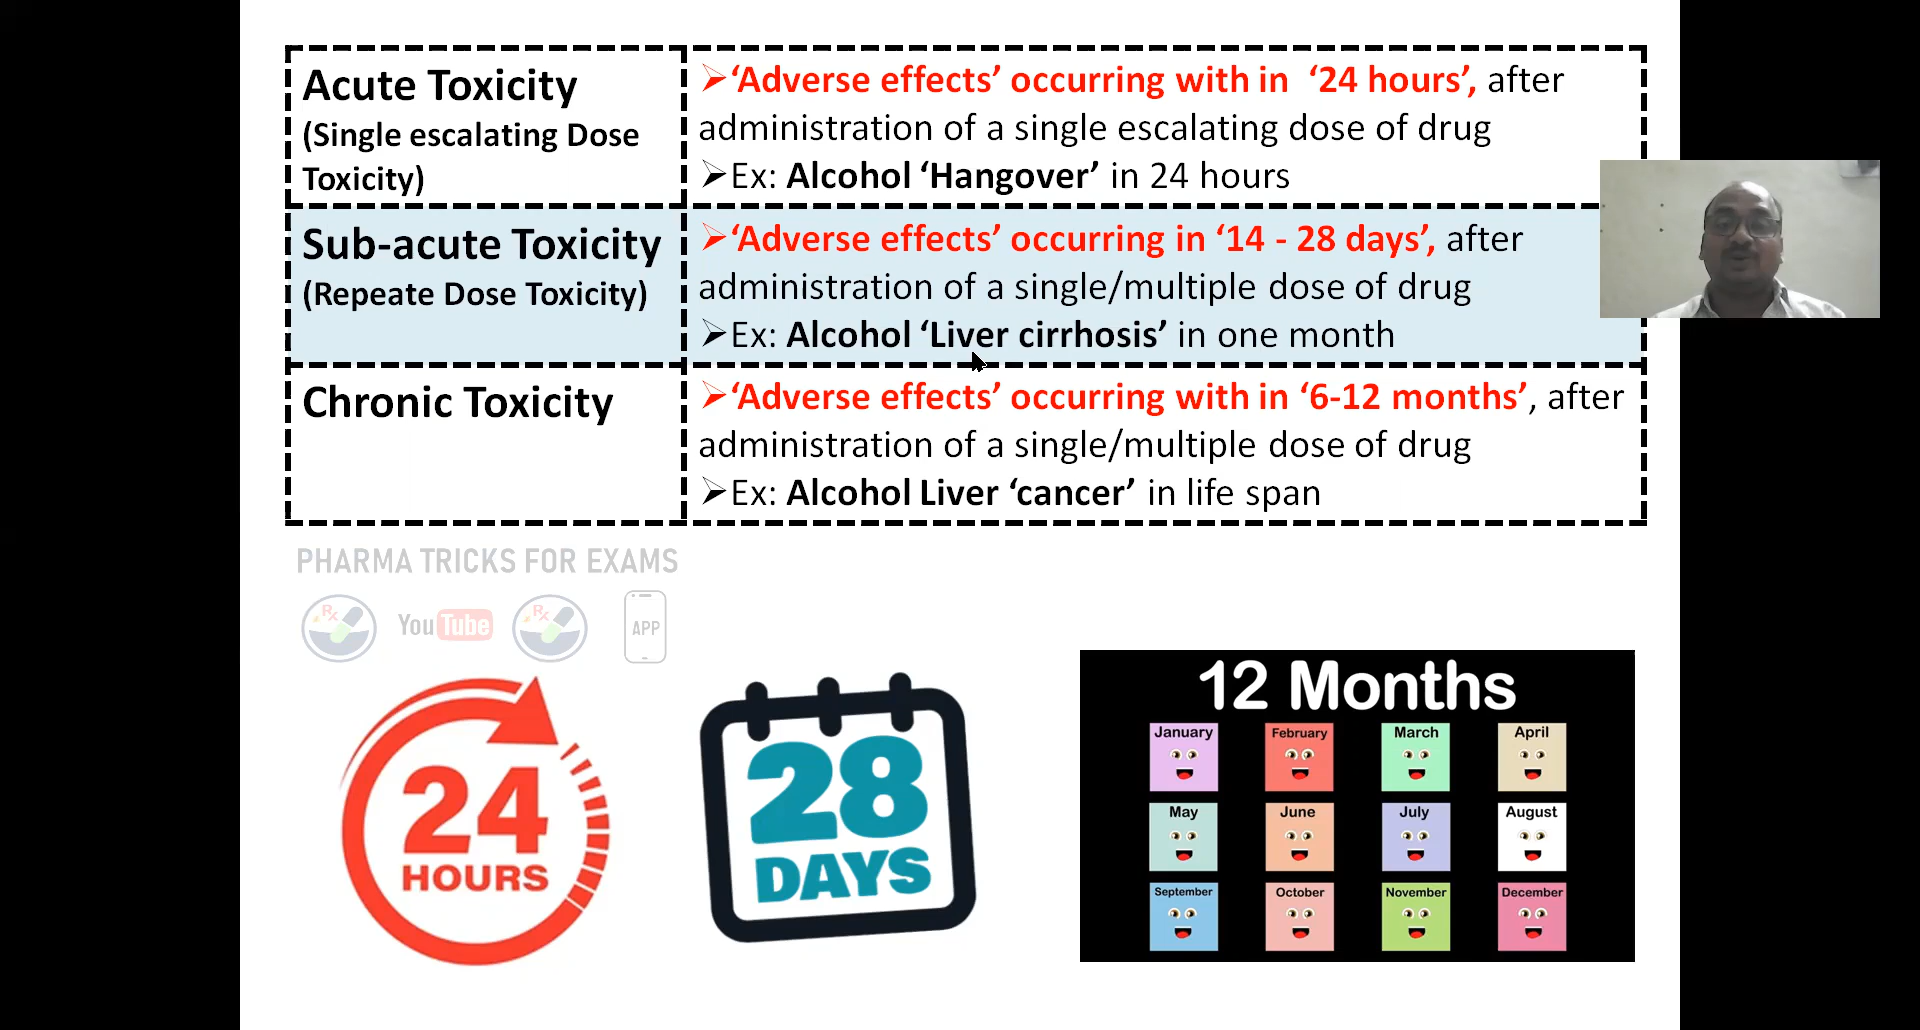 Acute Toxicity
(Single escalating Dose
Toxicity)
➢‘Adverse effects’ occurring with in ‘24 hours’, after
administration of a single escalating dose of drug
➢Ex: Alcohol ‘Hangover’ in 24 hours
Sub-acute Toxicity
(Repeate Dose Toxicity)
➢‘Adverse effects’ occurring in ‘14 - 28 days’, after
administration of a single/multiple dose of drug
➢Ex: Alcohol ‘Liver cirrhosis’ in one month
Chronic Toxicity
➢‘Adverse effects’ occurring with in ‘6-12 months’, after
administration of a single/multiple dose of drug
➢Ex: Alcohol Liver ‘cancer’ in life span
PHARMA TRICKS FOR EXAMS
Rx
YouTube
Rx
APP
24
HOURS
28
DAYS
12 Months
January February March April
May June July August
September October November December